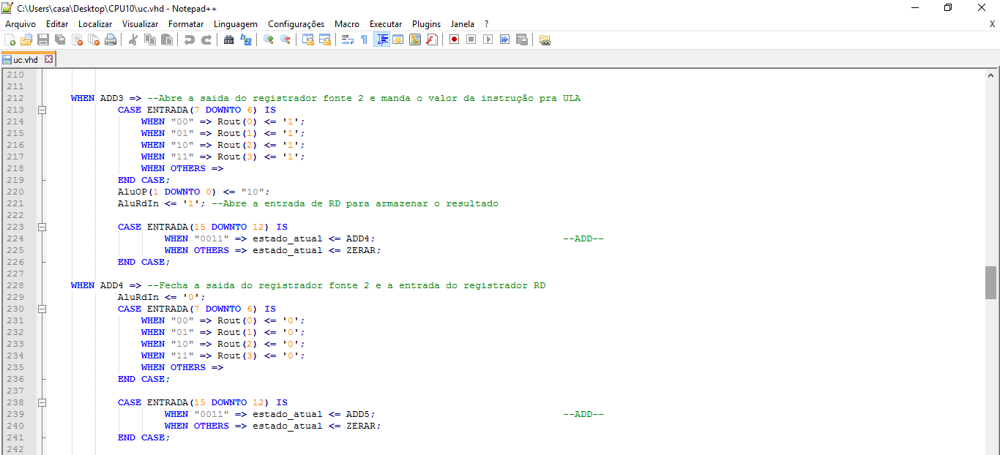 C:\Users\casa\Desktop\CPU10\uc.vhd - Notepad++
Arquivo Editar Localizar Visualizar Formatar Linguagem Configurações Macro Executar Plugins Janela ? X
uc.vhd
210
211
212 WHEN ADD3 => --Abre a saida do registrador fonte 2 e manda o valor da instrução pra ULA
213 CASE ENTRADA(7 DOWNTO 6) IS
214 WHEN "00" => Rout(0) <= '1';
215 WHEN "01" => Rout(1) <= '1';
216 WHEN "10" => Rout(2) <= '1';
217 WHEN "11" => Rout(3) <= '1';
218 WHEN OTHERS =>
219 END CASE;
220 AluOP(1 DOWNTO 0) <= "10";
221 AluRdIn <= '1'; --Abre a entrada de RD para armazenar o resultado
222
223 CASE ENTRADA(15 DOWNTO 12) IS
224 WHEN "0011" => estado_atual <= ADD4; --ADD--
225 WHEN OTHERS => estado_atual <= ZERAR;
226 END CASE;
227
228 WHEN ADD4 => --Fecha a saida do registrador fonte 2 e a entrada do registrador RD
229 AluRdIn <= '0';
230 CASE ENTRADA(7 DOWNTO 6) IS
231 WHEN "00" => Rout(0) <= '0';
232 WHEN "01" => Rout(1) <= '0';
233 WHEN "10" => Rout(2) <= '0';
234 WHEN "11" => Rout(3) <= '0';
235 WHEN OTHERS =>
236 END CASE;
237
238 CASE ENTRADA(15 DOWNTO 12) IS
239 WHEN "0011" => estado_atual <= ADD5; --ADD--
240 WHEN OTHERS => estado_atual <= ZERAR;
241 END CASE;
242